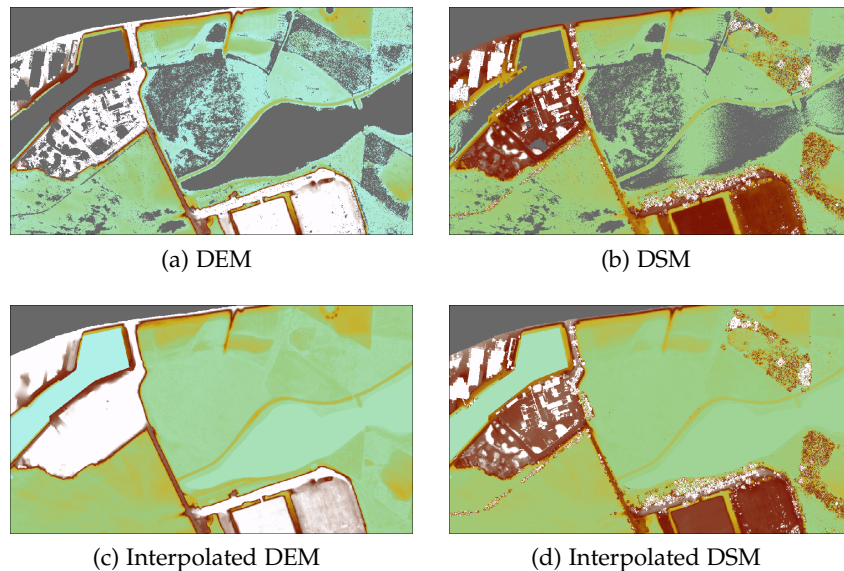 (a) DEM
(b) DSM
(c) Interpolated DEM
(d) Interpolated DSM